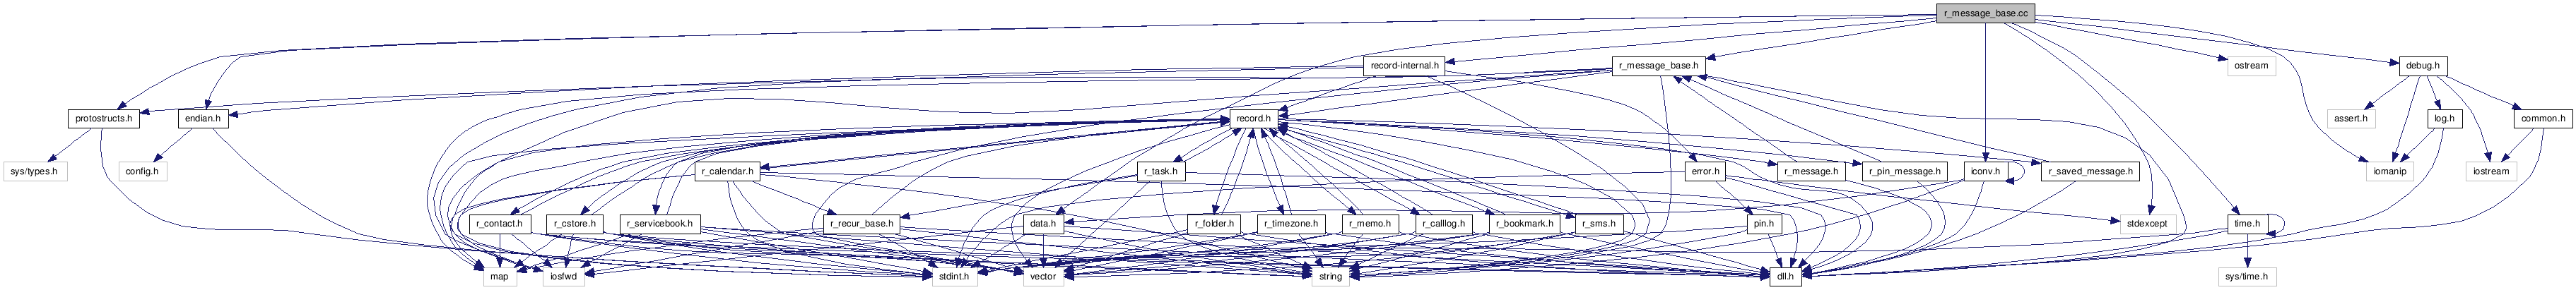 r_message_base.cc
record-internal.h
r_message_base.h
ostream
debug.h
protostructs.h
endian.h
record.h
assert.h
log.h
common.h
sys/types.h
config.h
r_calendar.h
r_task.h
error.h
r_message.h
r_pin_message.h
iconv.h
r_saved_message.h
iomanip
iostream
r_contact.h
r_cstore.h
r_servicebook.h
r_recur_base.h
data.h
r_folder.h
r_timezone.h
r_memo.h
r_calllog.h
r_bookmark.h
r_sms.h
pin.h
stdexcept
time.h
map
iosfwd
stdint.h
vector
string
dll.h
sys/time.h